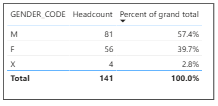 GENDER_CODE Headcount Percent of grand total
M 81 57.4%
F 56 39.7%
X 4 2.8%
Total 141 100.0%